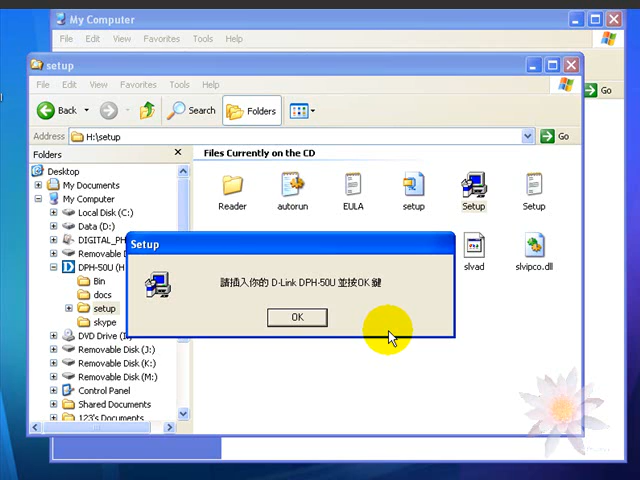 My Computer
File Edit View Favorites Tools Help
Go
setup
File Edit View Favorites Tools Help
Back Search Folders
Address H:\setup Go
Folders
Files Currently on the CD
Desktop
My Documents
My Computer
Local Disk (C:)
Data (D:)
DIGITAL_PH
DPH-50U (H
Bin
docs
setup
skype
DVD Drive (I:)
Removable Disk (J:)
Removable Disk (K:)
Removable Disk (M:)
Control Panel
Shared Documents
123's Documents
Reader autorun EULA setup Setup Setup
slvad slvipco.dll
Setup
請插入你的 D-Link DPH-50U 並按OK 鍵
OK